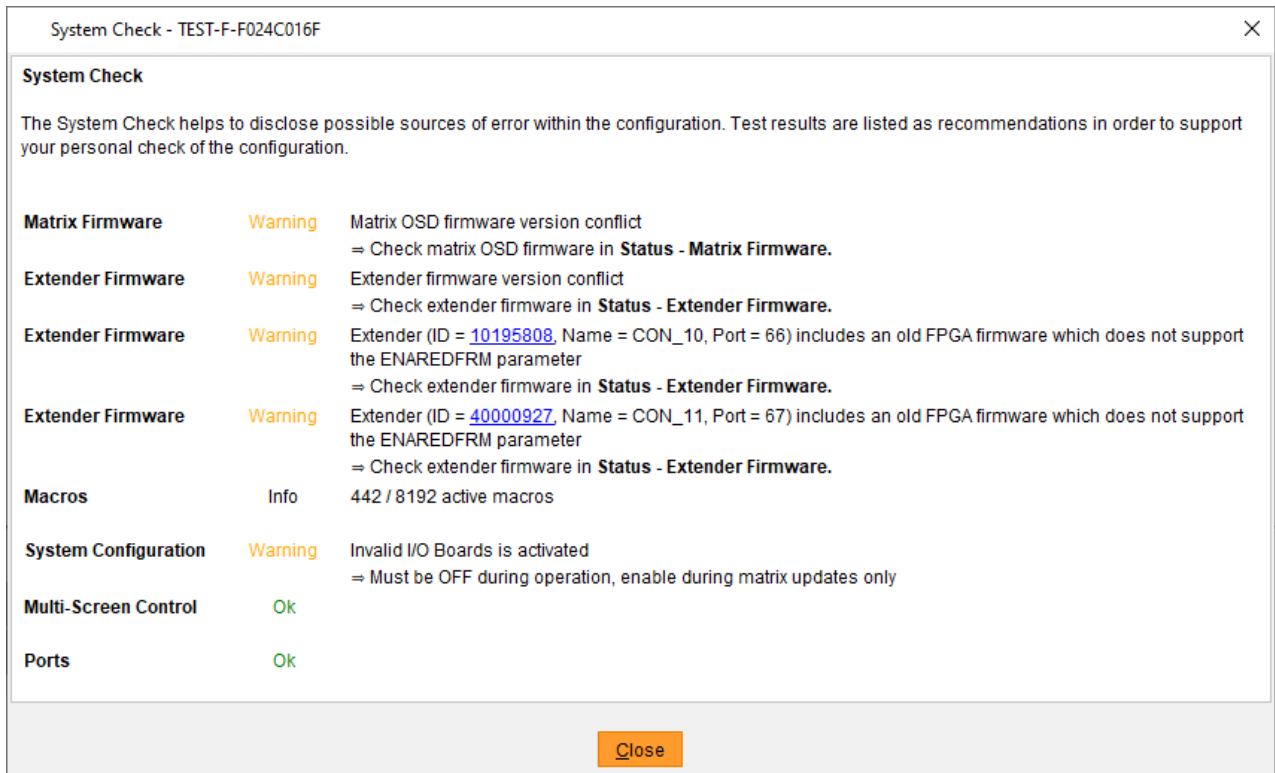 System Check - TEST-F-F024C016F
System Check
The System Check helps to disclose possible sources of error within the configuration. Test results are listed as recommendations in order to support
your personal check of the configuration.
Matrix Firmware Warning Matrix OSD firmware version conflict
⇒ Check matrix OSD firmware in Status - Matrix Firmware.
Extender Firmware Warning Extender firmware version conflict
⇒ Check extender firmware in Status - Extender Firmware.
Extender Firmware Warning Extender (ID = 10195808, Name = CON_10, Port = 66) includes an old FPGA firmware which does not support
the ENAREDFRM parameter
⇒ Check extender firmware in Status - Extender Firmware.
Extender Firmware Warning Extender (ID = 40000927, Name = CON_11, Port = 67) includes an old FPGA firmware which does not support
the ENAREDFRM parameter
⇒ Check extender firmware in Status - Extender Firmware.
Macros Info 442 / 8192 active macros
System Configuration Warning Invalid I/O Boards is activated
⇒ Must be OFF during operation, enable during matrix updates only
Multi-Screen Control Ok
Ports Ok
Close